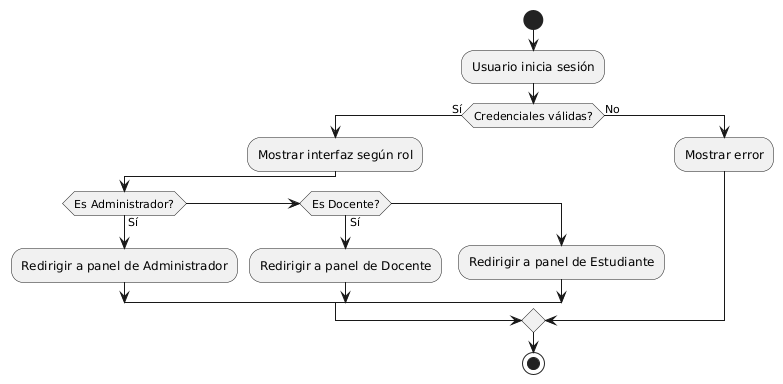 Usuario inicia sesión
Sí
Credenciales válidas?
No
Mostrar interfaz según rol
Mostrar error
Es Administrador?
Es Docente?
Sí
Sí
Redirigir a panel de Administrador
Redirigir a panel de Docente
Redirigir a panel de Estudiante